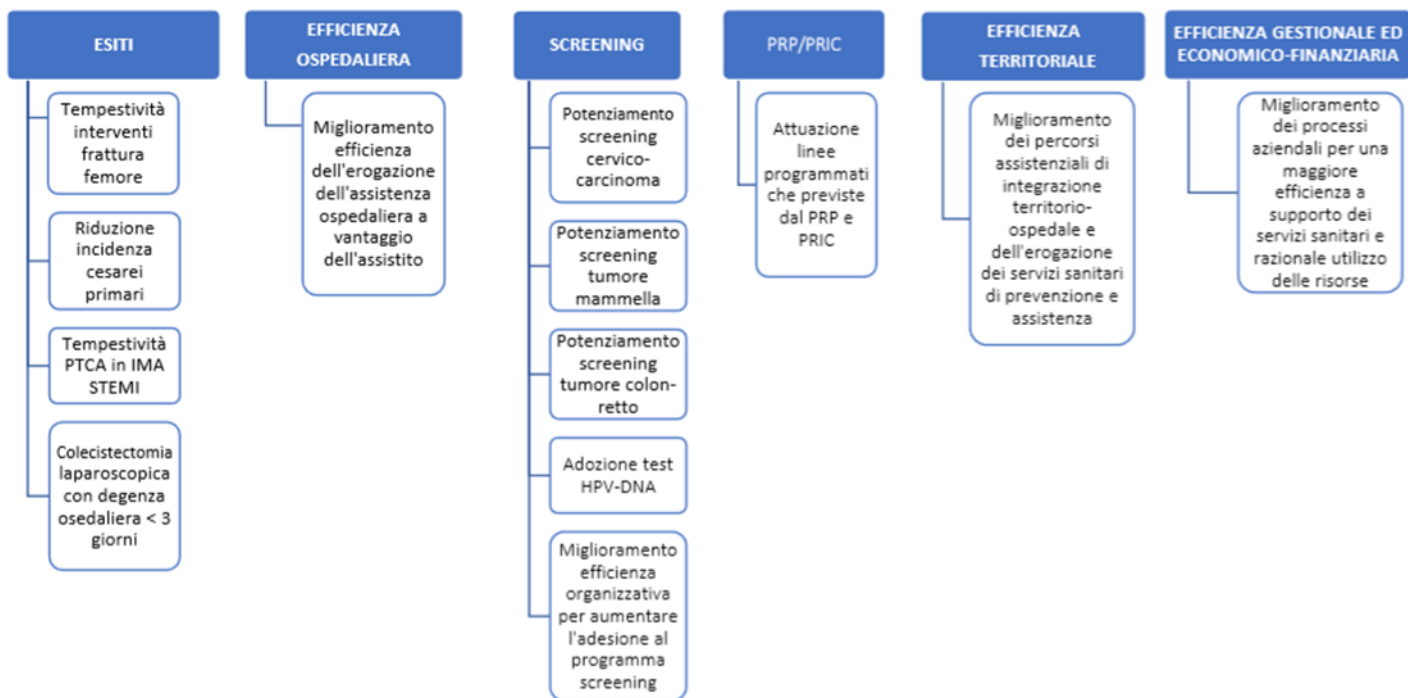 ESITI
Tempestività
interventi
frattura
femore
Riduzione
incidenza
cesarei
primari
Tempestività
PTCA in IMA
STEMI
Colecistectomia
laparoscopica
con degenza
osedaliera < 3
giorni
EFFICIENZA
OSPEDALIERA
Miglioramento
efficienza
dell'erogazione
dell'assistenza
ospedaliera a
vantaggio
dell'assistito
SCREENING
Potenziamento
screening
cervico-
carcinoma
Potenziamento
screening
tumore
mammella
Potenziamento
screening
tumore colon-
retto
Adozione test
HPV-DNA
Miglioramento
efficienza
organizzativa
per aumentare
l'adesione al
programma
screening
PRP/PRIC
Attuazione
linee
programmati
che previste
dal PRP e
PRIC
EFFICIENZA
TERRITORIALE
Miglioramento
dei percorsi
assistenziali di
integrazione
territorio-
ospedale e
dell'erogazione
dei servizi sanitari
di prevenzione e
assistenza
EFFICIENZA GESTIONALE ED
ECONOMICO-FINANZIARIA
Miglioramento
dei processi
aziendali per una
maggiore
efficienza a
supporto dei
servizi sanitari e
razionale utilizzo
delle risorse